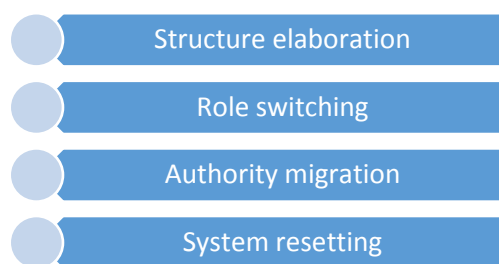 Structure elaboration
Role switching
Authority migration
System resetting